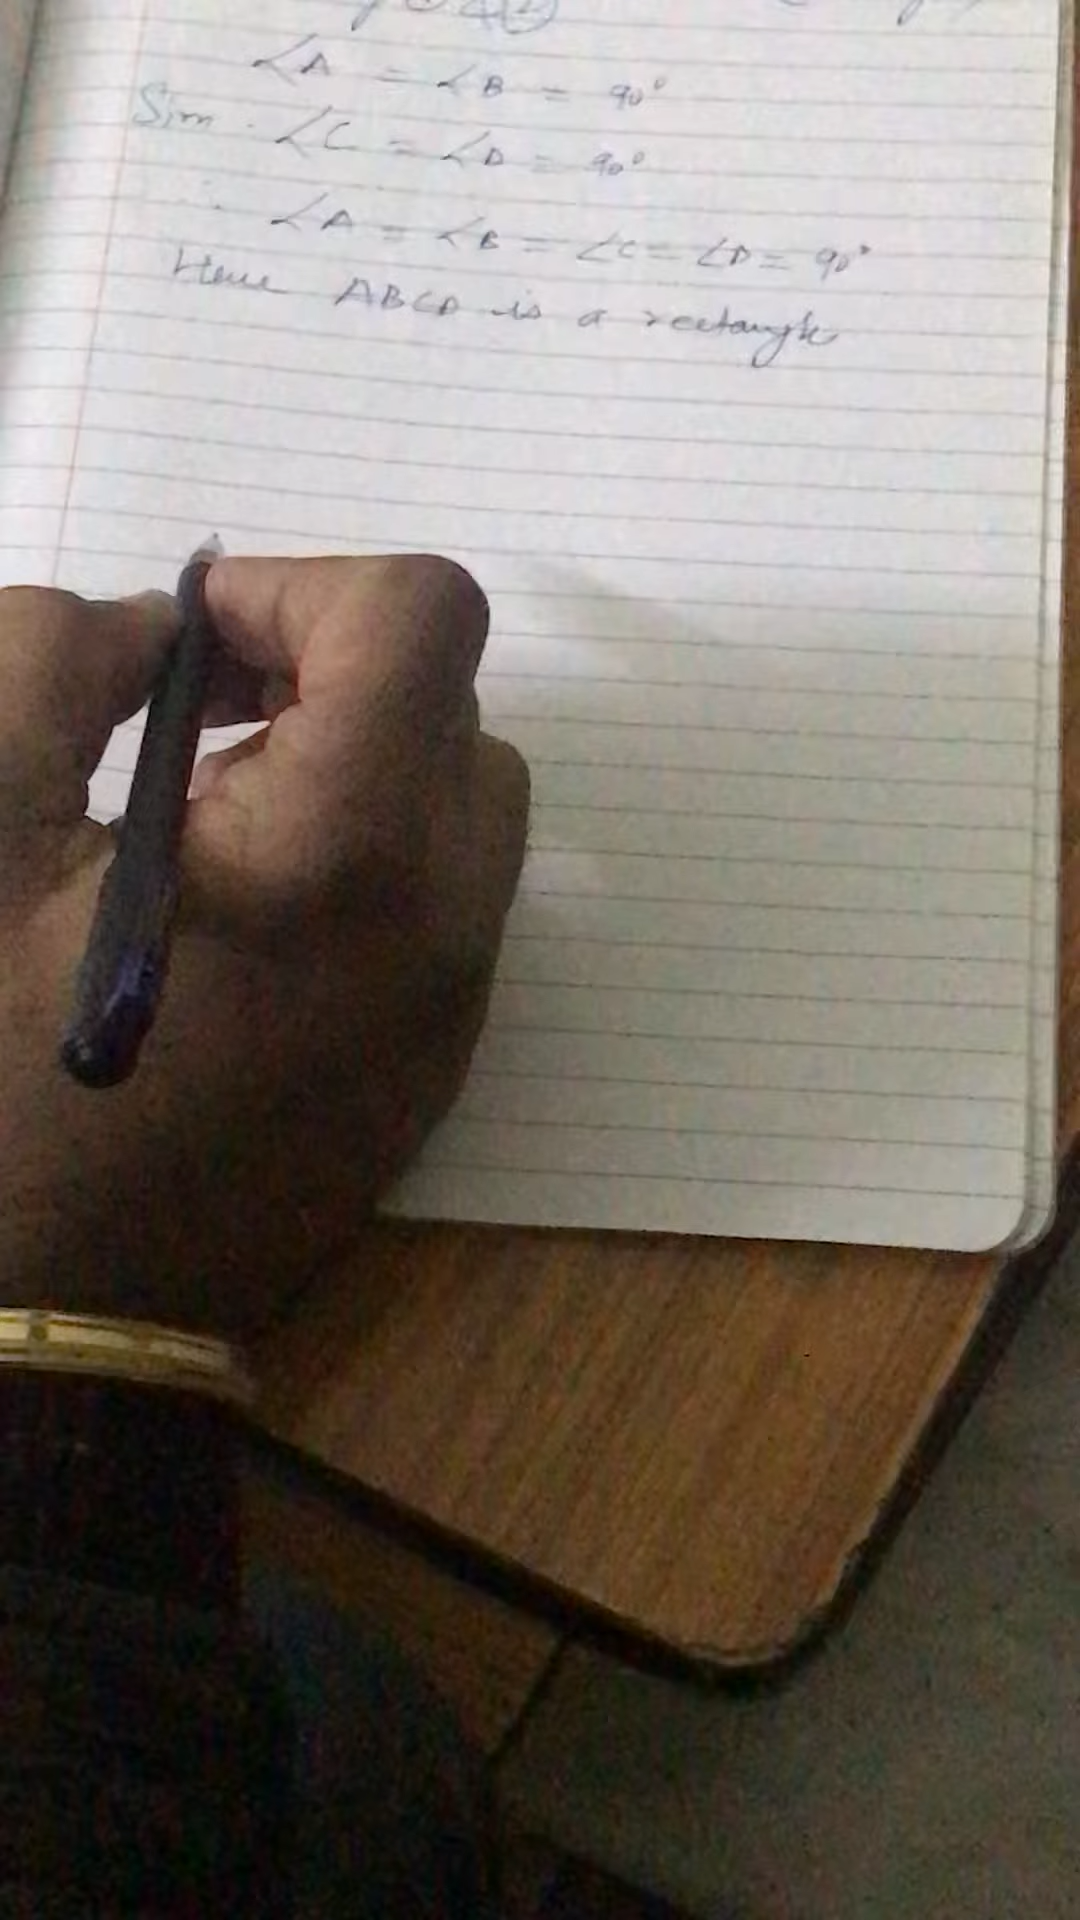 ∠A = ∠B = 90°
Sim. ∠C = ∠D = 90°
∴ ∠A = ∠B = ∠C = ∠D = 90°
Hence ABCD is a rectangle